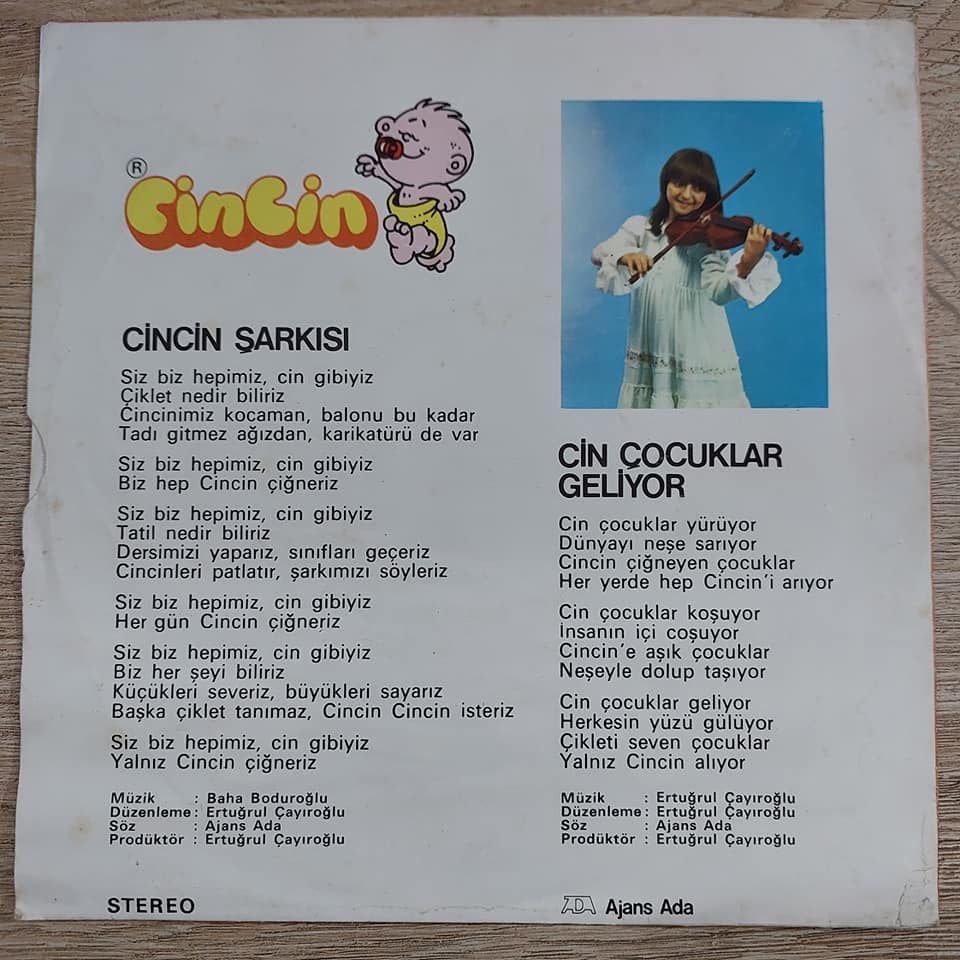 ®
CinCin
CİNCİN ŞARKISI
Siz biz hepimiz, cin gibiyiz
Çiklet nedir biliriz
Cincinimiz kocaman, balonu bu kadar
Tadı gitmez ağızdan, karikatürü de var
Siz biz hepimiz, cin gibiyiz
Biz hep Cincin çiğneriz
Siz biz hepimiz, cin gibiyiz
Tatil nedir biliriz
Dersimizi yaparız, sınıfları geçeriz
Cincinleri patlatır, şarkımızı söyleriz
Siz biz hepimiz, cin gibiyiz
Her gün Cincin çiğneriz
Siz biz hepimiz, cin gibiyiz
Biz her şeyi biliriz
Küçükleri severiz, büyükleri sayarız
Başka çiklet tanımaz, Cincin Cincin isteriz
Siz biz hepimiz, cin gibiyiz
Yalnız Cincin çiğneriz
Müzik : Baha Boduroğlu
Düzenleme : Ertuğrul Çayıroğlu
Söz : Ajans Ada
Prodüktör : Ertuğrul Çayıroğlu
STEREO
CİN ÇOCUKLAR
GELİYOR
Cin çocuklar yürüyor
Dünyayı neşe sarıyor
Cincin çiğneyen çocuklar
Her yerde hep Cincin'i arıyor
Cin çocuklar koşuyor
İnsanın içi coşuyor
Cincin'e aşık çocuklar
Neşeyle dolup taşıyor
Cin çocuklar geliyor
Herkesin yüzü gülüyor
Çikleti seven çocuklar
Yalnız Cincin alıyor
Müzik : Ertuğrul Çayıroğlu
Düzenleme : Ertuğrul Çayıroğlu
Söz : Ajans Ada
Prodüktör : Ertuğrul Çayıroğlu
ADA Ajans Ada